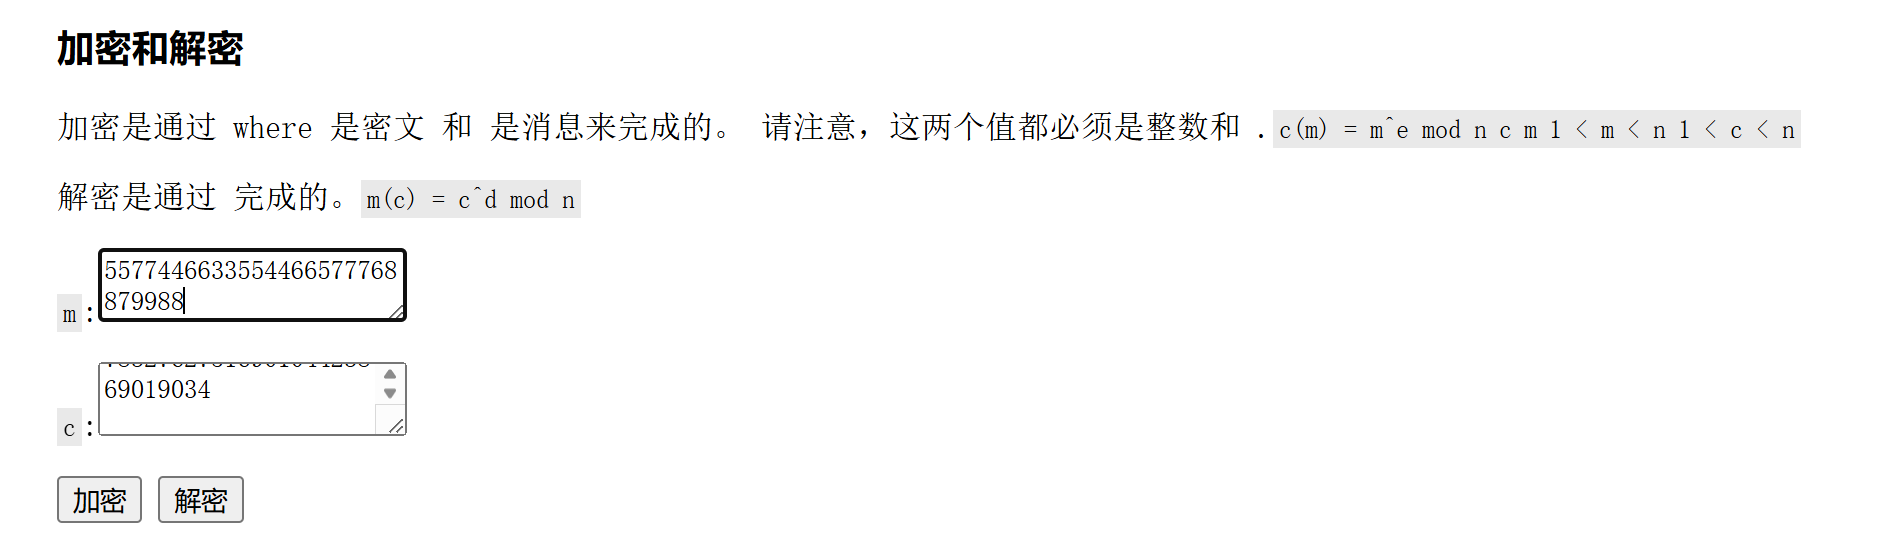 加密和解密
加密是通过 where 是密文 和 是消息来完成的。 请注意，这两个值都必须是整数和 . c(m) = m^e mod n c m 1 < m < n 1 < c < n
解密是通过 完成的。 m(c) = c^d mod n
5577446633554466577768
879988
m :
69019034
c :
加密 解密